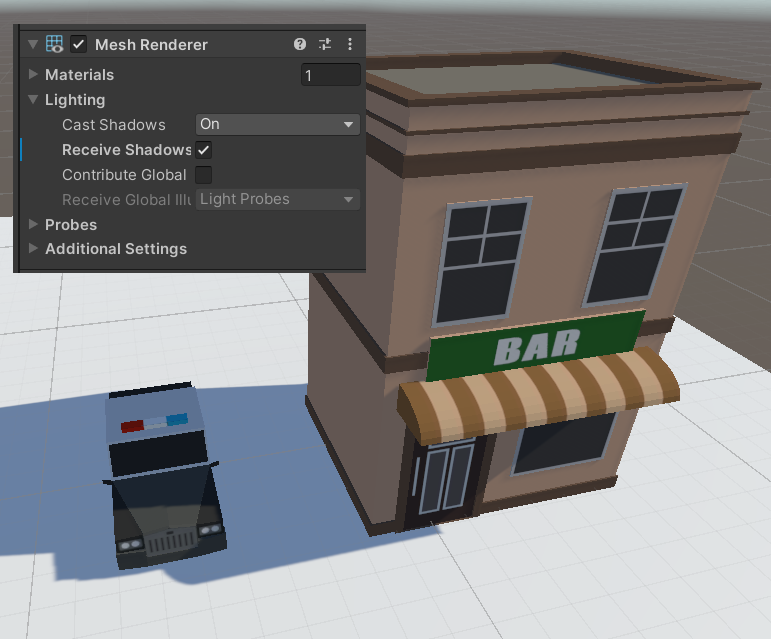 Mesh Renderer
Materials
1
Lighting
Cast Shadows On
Receive Shadows
Contribute Global
Receive Global Illu Light Probes
Probes
Additional Settings
BAR